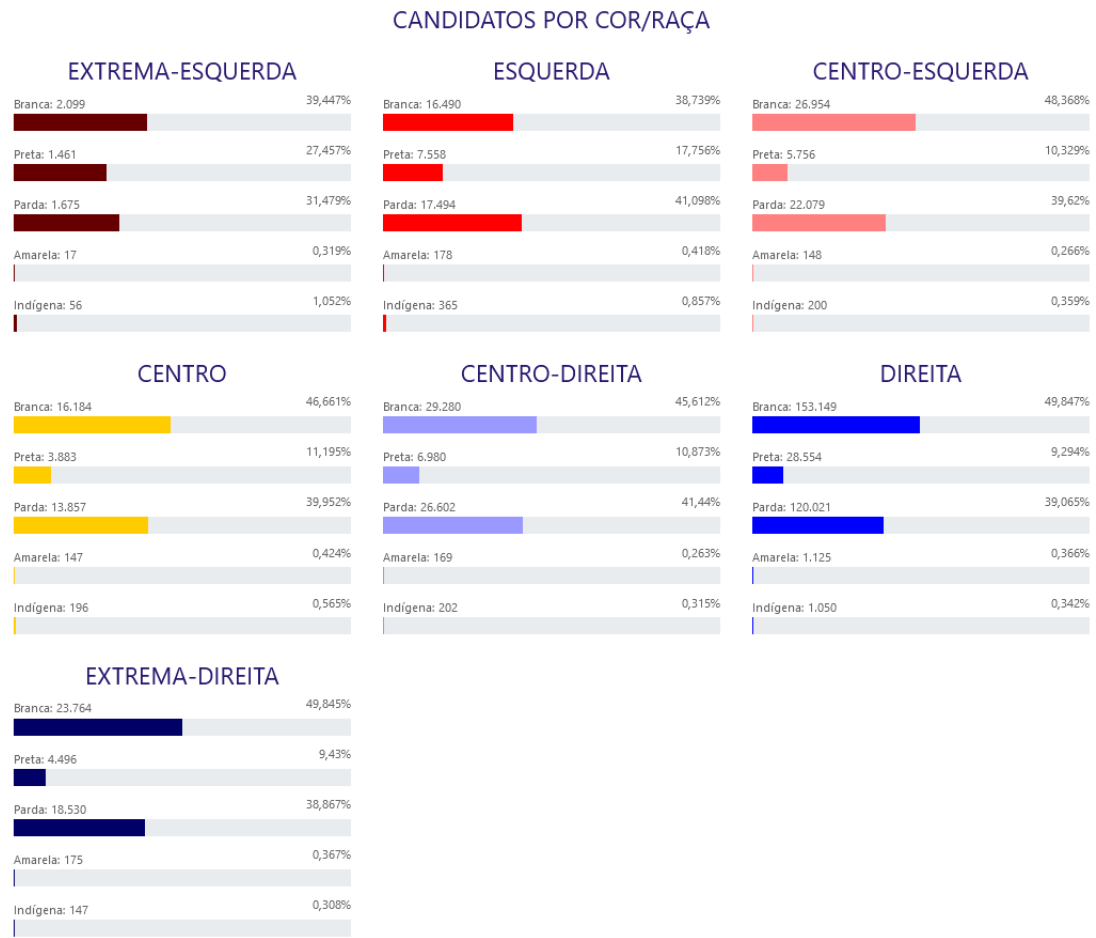 CANDIDATOS POR COR/RAÇA
EXTREMA-ESQUERDA
Branca: 2.099 39,447%
Preta: 1.461 27,457%
Parda: 1.675 31,479%
Amarela: 17 0,319%
Indígena: 56 1,052%
ESQUERDA
Branca: 16.490 38,739%
Preta: 7.558 17,756%
Parda: 17.494 41,098%
Amarela: 178 0,418%
Indígena: 365 0,857%
CENTRO-ESQUERDA
Branca: 26.954 48,368%
Preta: 5.756 10,329%
Parda: 22.079 39,62%
Amarela: 148 0,266%
Indígena: 200 0,359%
CENTRO
Branca: 16.184 46,661%
Preta: 3.883 11,195%
Parda: 13.857 39,952%
Amarela: 147 0,424%
Indígena: 196 0,565%
CENTRO-DIREITA
Branca: 29.280 45,612%
Preta: 6.980 10,873%
Parda: 26.602 41,44%
Amarela: 169 0,263%
Indígena: 202 0,315%
DIREITA
Branca: 153.149 49,847%
Preta: 28.554 9,294%
Parda: 120.021 39,065%
Amarela: 1.125 0,366%
Indígena: 1.050 0,342%
EXTREMA-DIREITA
Branca: 23.764 49,845%
Preta: 4.496 9,43%
Parda: 18.530 38,867%
Amarela: 175 0,367%
Indígena: 147 0,308%